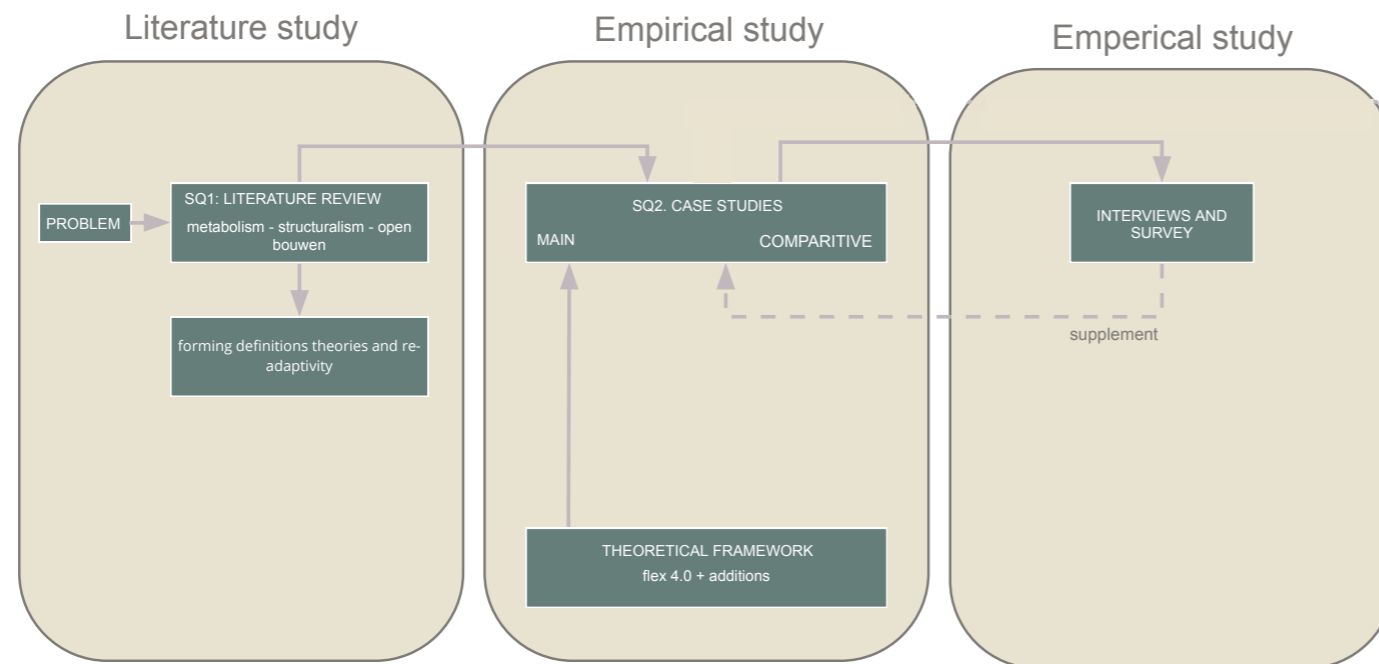 Literature study
Empirical study
Emperical study
PROBLEM
SQ1: LITERATURE REVIEW
metabolism - structuralism - open
bouwen
forming definitions theories and re-
adaptivity
SQ2. CASE STUDIES
MAIN
COMPARITIVE
THEORETICAL FRAMEWORK
flex 4.0 + additions
INTERVIEWS AND
SURVEY
supplement